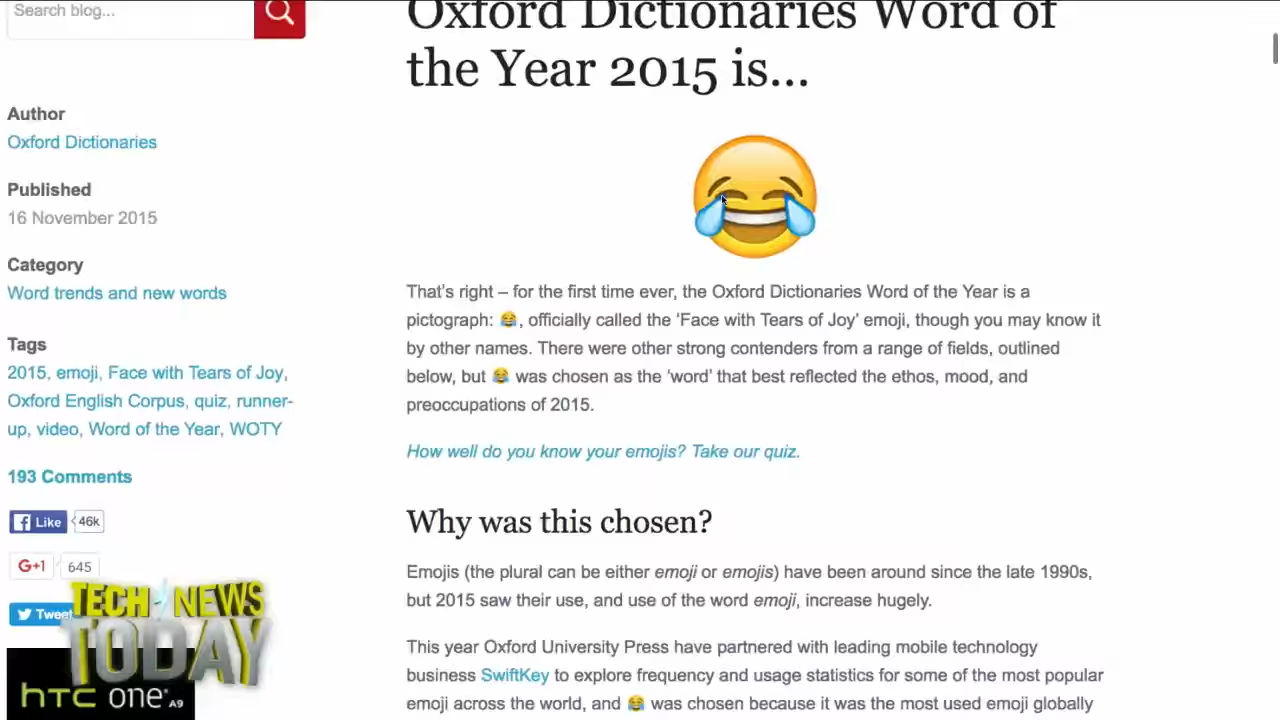 Search blog...
Author
Oxford Dictionaries
Published
16 November 2015
Category
Word trends and new words
Tags
2015, emoji, Face with Tears of Joy,
Oxford English Corpus, quiz, runner-
up, video, Word of the Year, WOTY
193 Comments
Like 46k
G+1 645
Tweet
TECH NEWS
TODAY
hTC one A9
Oxford Dictionaries Word of
the Year 2015 is...
That's right – for the first time ever, the Oxford Dictionaries Word of the Year is a
pictograph: 😂, officially called the 'Face with Tears of Joy' emoji, though you may know it
by other names. There were other strong contenders from a range of fields, outlined
below, but 😂 was chosen as the 'word' that best reflected the ethos, mood, and
preoccupations of 2015.
How well do you know your emojis? Take our quiz.
Why was this chosen?
Emojis (the plural can be either emoji or emojis) have been around since the late 1990s,
but 2015 saw their use, and use of the word emoji, increase hugely.
This year Oxford University Press have partnered with leading mobile technology
business SwiftKey to explore frequency and usage statistics for some of the most popular
emoji across the world, and 😂 was chosen because it was the most used emoji globally